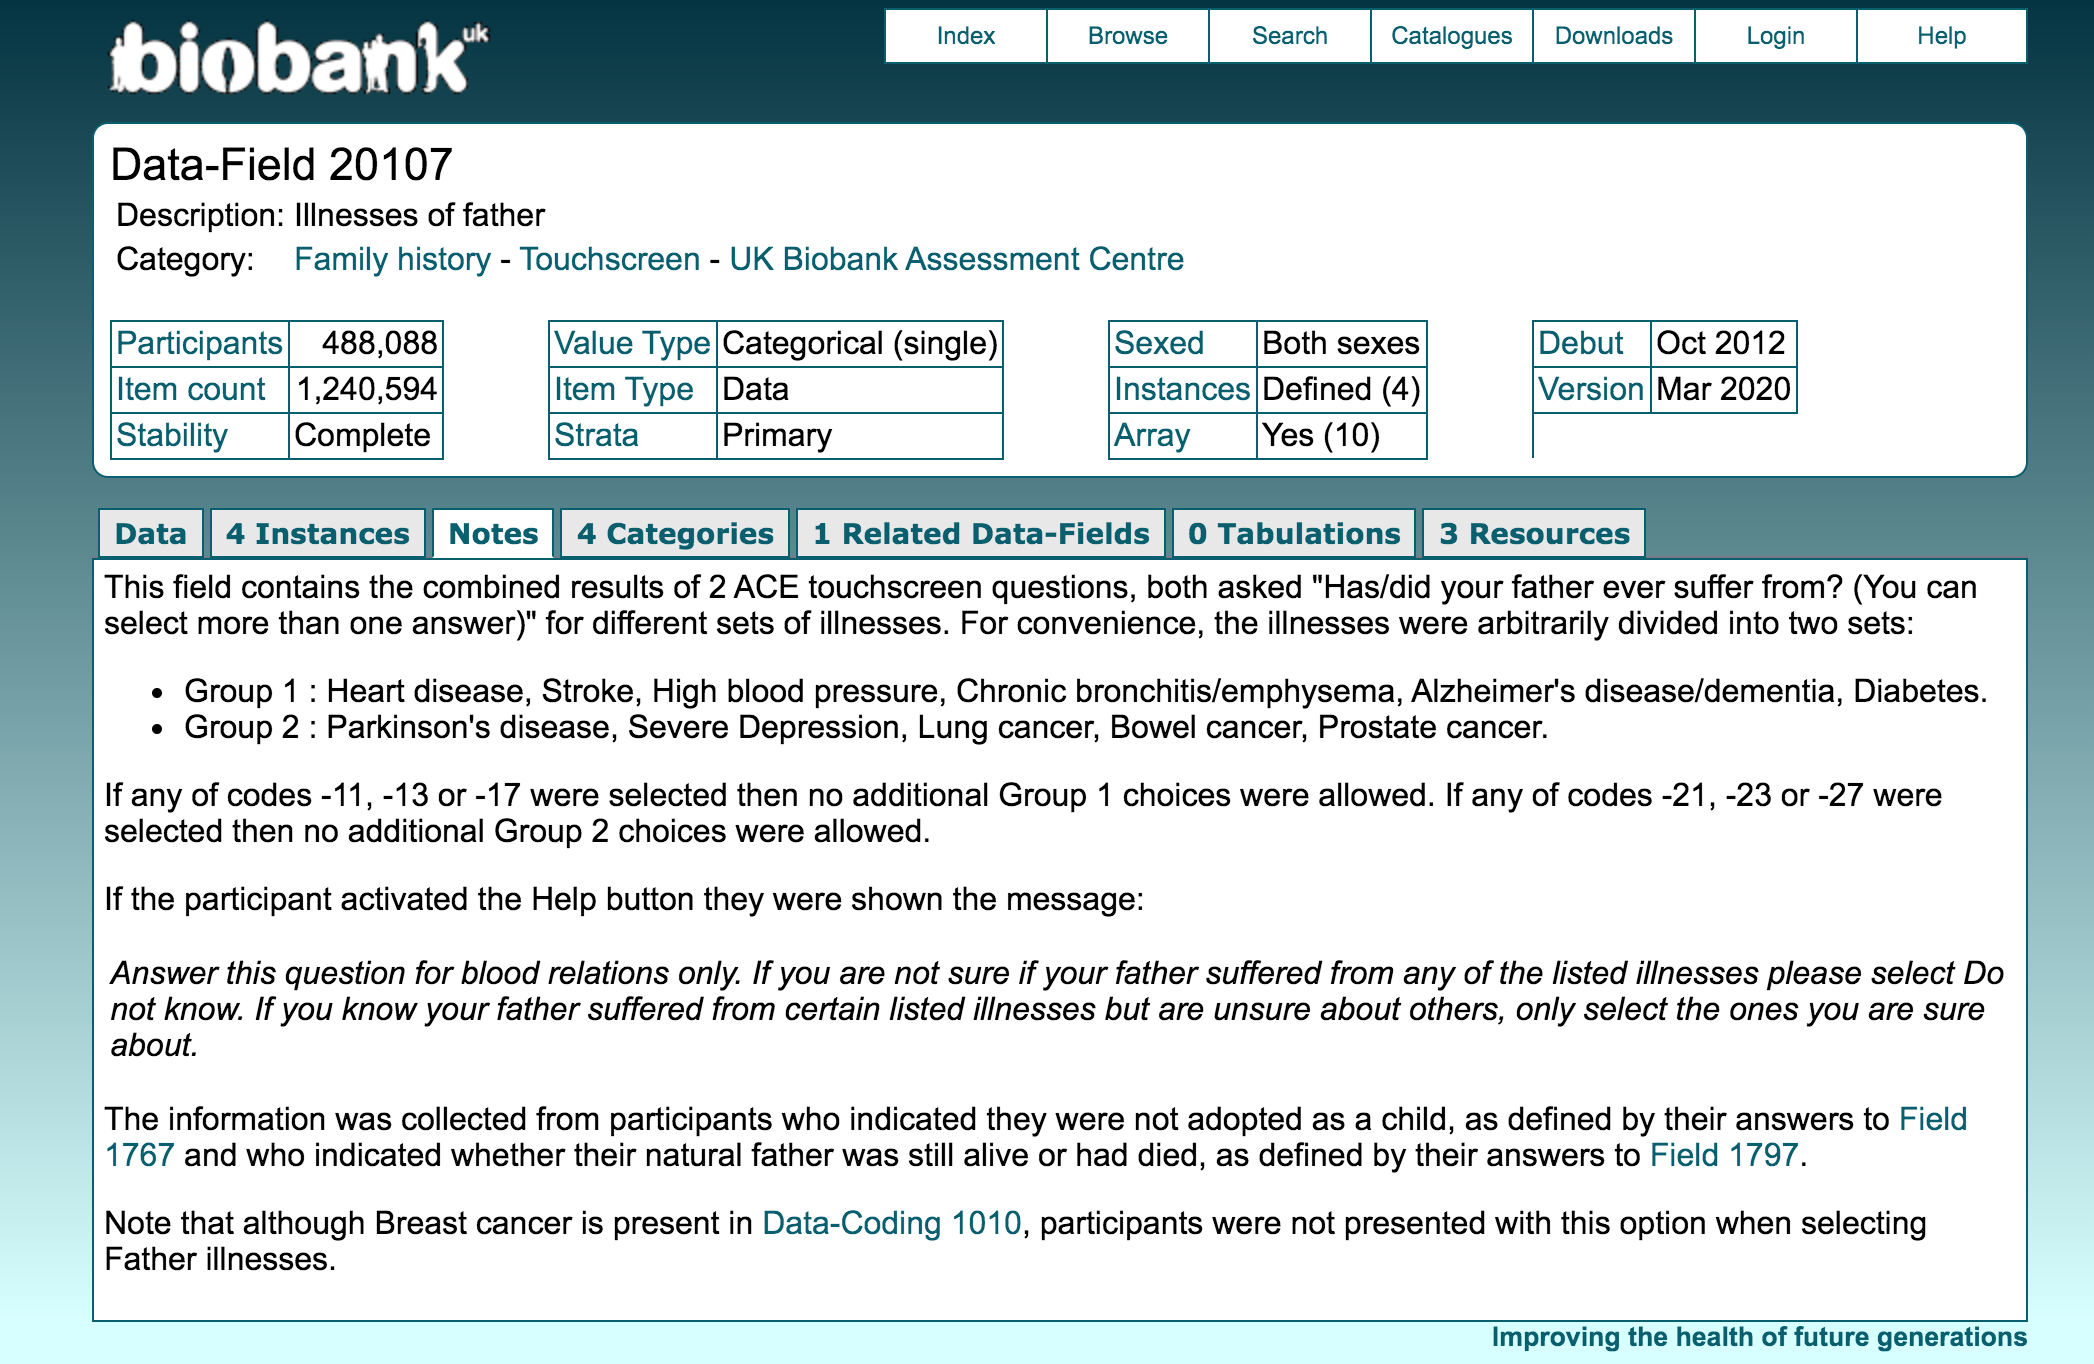 biobank uk
Index Browse Search Catalogues Downloads Login Help
Data-Field 20107
Description: Illnesses of father
Category: Family history - Touchscreen - UK Biobank Assessment Centre
Participants 488,088 Value Type Categorical (single) Sexed Both sexes Debut Oct 2012
Item count 1,240,594 Item Type Data Instances Defined (4) Version Mar 2020
Stability Complete Strata Primary Array Yes (10)
Data 4 Instances Notes 4 Categories 1 Related Data-Fields 0 Tabulations 3 Resources
This field contains the combined results of 2 ACE touchscreen questions, both asked "Has/did your father ever suffer from? (You can
select more than one answer)" for different sets of illnesses. For convenience, the illnesses were arbitrarily divided into two sets:
• Group 1 : Heart disease, Stroke, High blood pressure, Chronic bronchitis/emphysema, Alzheimer's disease/dementia, Diabetes.
• Group 2 : Parkinson's disease, Severe Depression, Lung cancer, Bowel cancer, Prostate cancer.
If any of codes -11, -13 or -17 were selected then no additional Group 1 choices were allowed. If any of codes -21, -23 or -27 were
selected then no additional Group 2 choices were allowed.
If the participant activated the Help button they were shown the message:
Answer this question for blood relations only. If you are not sure if your father suffered from any of the listed illnesses please select Do
not know. If you know your father suffered from certain listed illnesses but are unsure about others, only select the ones you are sure
about.
The information was collected from participants who indicated they were not adopted as a child, as defined by their answers to Field
1767 and who indicated whether their natural father was still alive or had died, as defined by their answers to Field 1797.
Note that although Breast cancer is present in Data-Coding 1010, participants were not presented with this option when selecting
Father illnesses.
Improving the health of future generations